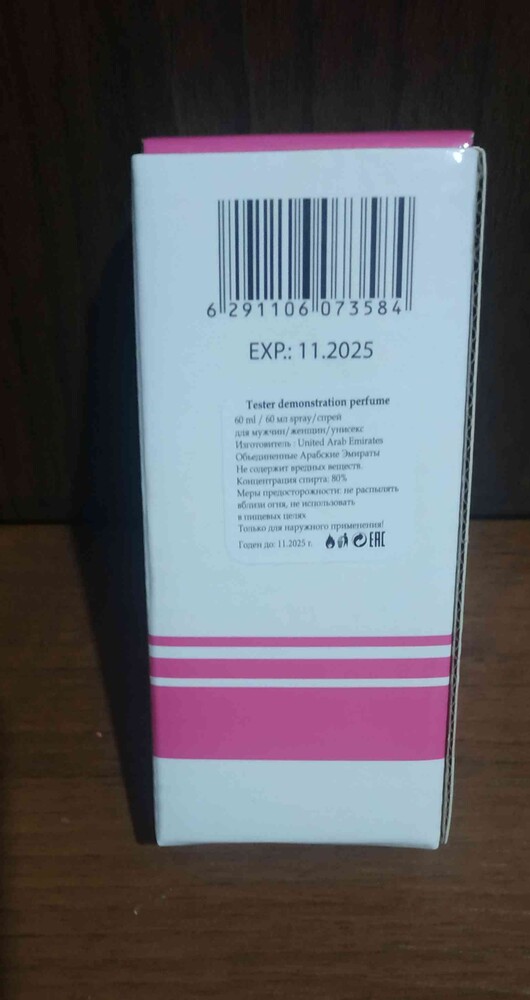 6 291106 073584
EXP.: 11.2025
Tester demonstration perfume
60 ml / 60 мл spray/спрей
для мужчин/женщин/унисекс
Изготовитель : United Arab Emirates
Объединенные Арабские Эмираты
Не содержит вредных веществ.
Концентрация спирта: 80%
Меры предосторожности: не распылять
вблизи огня, не использовать
в пищевых целях
Только для наружного применения!
Годен до: 11.2025 г. EAC